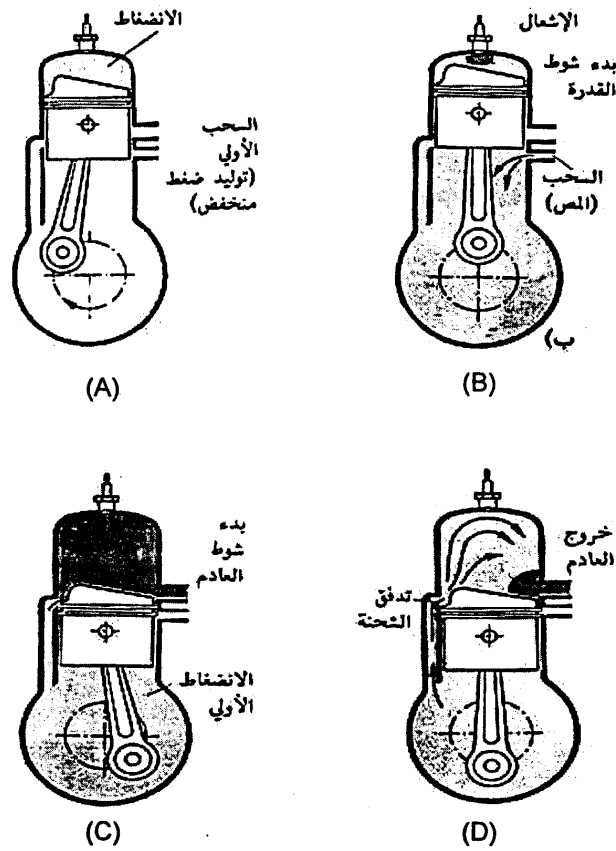 الانضغاط
السحب
الأولي
(توليد ضغط
منخفض)
(A)
الإشعال
بدء شوط
القدرة
السحب
(المص)
ب)
(B)
بدء
شوط
العادم
الانضغاط
الأولي
(C)
خروج
العادم
تدفق
الشحنة
(D)